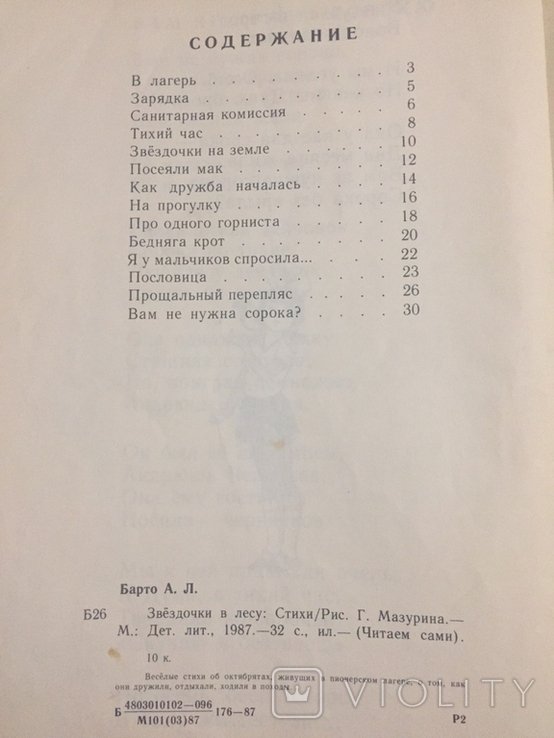 СОДЕРЖАНИЕ
В лагерь . . . . . . . . . . 3
Зарядка . . . . . . . . . . 5
Санитарная комиссия . . . . . 6
Тихий час . . . . . . . . . 8
Звёздочки на земле . . . . . . 10
Посеяли мак . . . . . . . . 12
Как дружба началась . . . . . 14
На прогулку . . . . . . . . 16
Про одного горниста . . . . . . 18
Бедняга крот . . . . . . . . 20
Я у мальчиков спросила... . . . . 22
Пословица . . . . . . . . . 23
Прощальный перепляс . . . . . 26
Вам не нужна сорока? . . . . 30
Барто А. Л.
Б26 Звёздочки в лесу: Стихи/Рис. Г. Мазурина.—
М.: Дет. лит., 1987.—32 с., ил.— (Читаем сами).
10 к.
Весёлые стихи об октябрятах, живущих в пионерском лагере, о том, как
они дружили, отдыхали, ходили в походы.
Б 4803010102—096 176—87
М101(03)87
Р2
VIOLITY